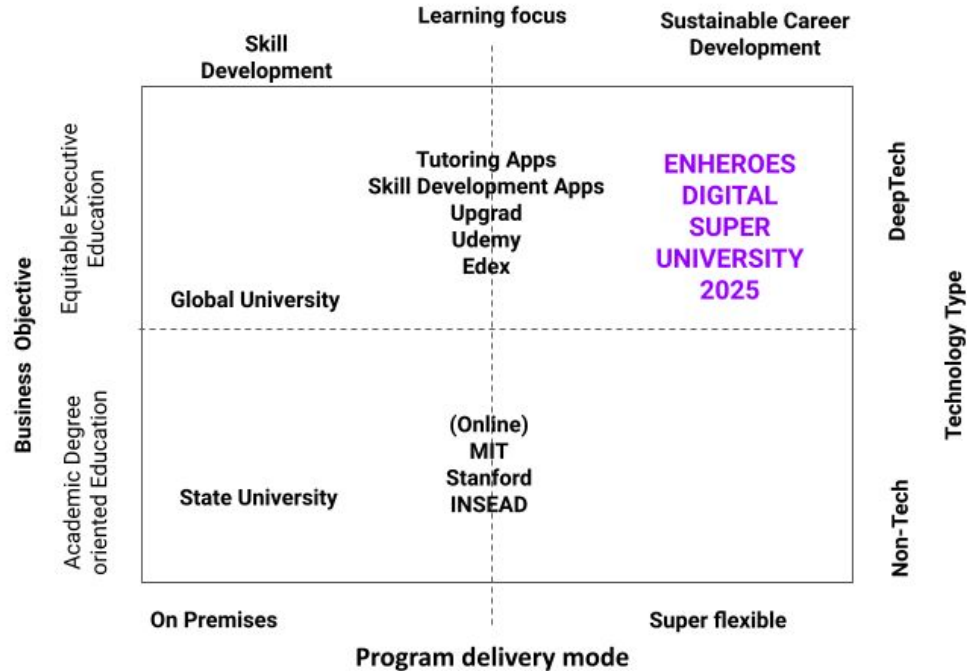 Learning focus
Skill
Development
Sustainable Career
Development
Business Objective
Equitable Executive
Education
Academic Degree
oriented Education
Tutoring Apps
Skill Development Apps
Upgrad
Udemy
Edex
Global University
ENHEROES
DIGITAL
SUPER
UNIVERSITY
2025
(Online)
MIT
Stanford
INSEAD
State University
DeepTech
Technology Type
Non-Tech
On Premises
Super flexible
Program delivery mode